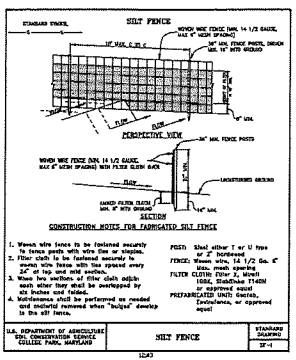 STANDARD SYMBOL
SILT FENCE
WOVEN WIRE FENCE (MIN. 14 1/2 GAUGE,
MAX 6" MESH SPACING)
10' MAX. C TO C
36" MIN. FENCE POSTS, DRIVEN
MIN. 16" INTO GROUND
FLOW
FLOW
FLOW
8" MIN.
PERSPECTIVE VIEW
36" MIN. FENCE POSTS
WOVEN WIRE FENCE (MIN. 14 1/2 GAUGE,
MAX 6" MESH SPACING) WITH FILTER CLOTH
FLOW
UNDISTURBED GROUND
EMBED FILTER CLOTH
MIN. 8" INTO GROUND
16" MIN.
SECTION
CONSTRUCTION NOTES FOR FABRICATED SILT FENCE
1. Woven wire fence to be fastened securely
to fence posts with wire ties or staples.
2. Filter cloth to be fastened securely to
woven wire fence with ties spaced every
24" at top and mid section.
3. When two sections of filter cloth adjoin
each other they shall be overlapped by
six inches and folded.
4. Maintenance shall be performed as needed
and material removed when "bulges" develop
in the silt fence.
POST: Steel either T or U type
or 2" hardwood
FENCE: Woven wire, 14 1/2 Ga. 6"
Max. mesh opening
FILTER CLOTH: Filter X, Mirafi
100X, Stabilinka T140N
or approved equal
PREFABRICATED UNIT: Geofab,
Envirofence, or approved
equal
U.S. DEPARTMENT OF AGRICULTURE
SOIL CONSERVATION SERVICE
COLLEGE PARK, MARYLAND
SILT FENCE
STANDARD
DRAWING
SF-1